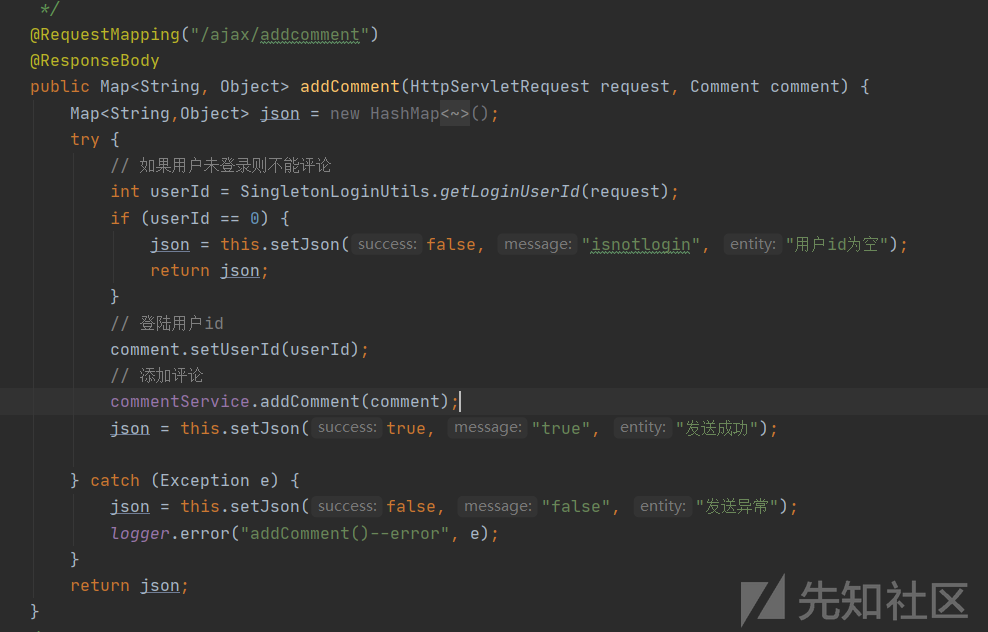 */
@RequestMapping("/ajax/addcomment")
@ResponseBody
public Map<String, Object> addComment(HttpServletRequest request, Comment comment) {
Map<String,Object> json = new HashMap<~>();
try {
// 如果用户未登录则不能评论
int userId = SingletonLoginUtils.getLoginUserId(request);
if (userId == 0) {
json = this.setJson( success: false, message: "isnotlogin", entity: "用户id为空");
return json;
}
// 登陆用户id
comment.setUserId(userId);
// 添加评论
commentService.addComment(comment);
json = this.setJson( success: true, message: "true", entity: "发送成功");
} catch (Exception e) {
json = this.setJson( success: false, message: "false", entity: "发送异常");
logger.error("addComment()--error", e);
}
return json;
}
先知社区